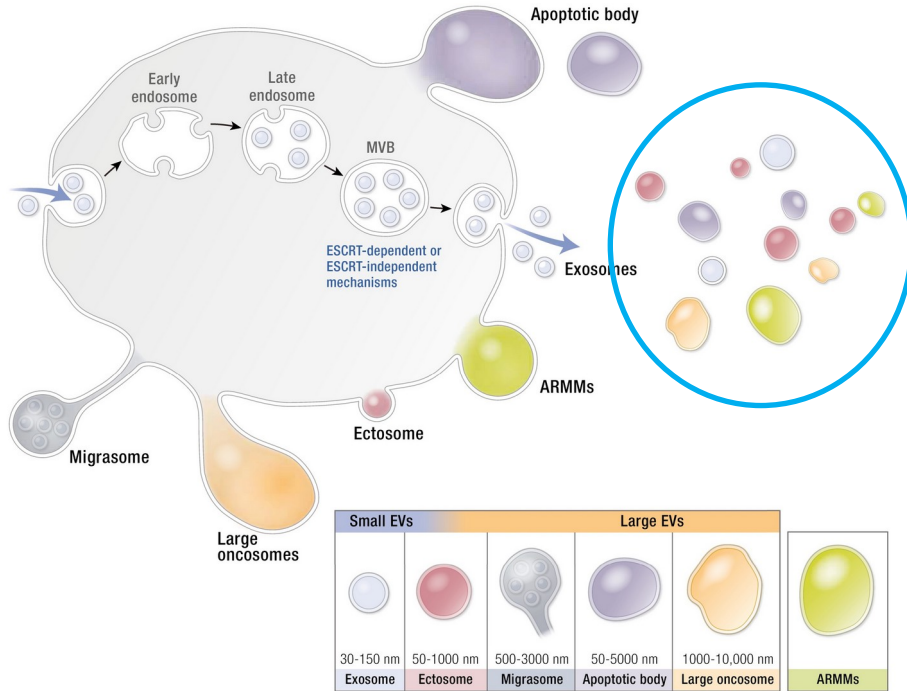 Apoptotic body
Early
endosome
Late
endosome
MVB
ESCRT-dependent or
ESCRT-independent
mechanisms
Exosomes
ARMMs
Ectosome
Migrasome
Large
oncosomes
Small EVs
Large EVs
30-150 nm
50-1000 nm
500-3000 nm
50-5000 nm
1000-10,000 nm
Exosome
Ectosome
Migrasome
Apoptotic body
Large oncosome
ARMMs